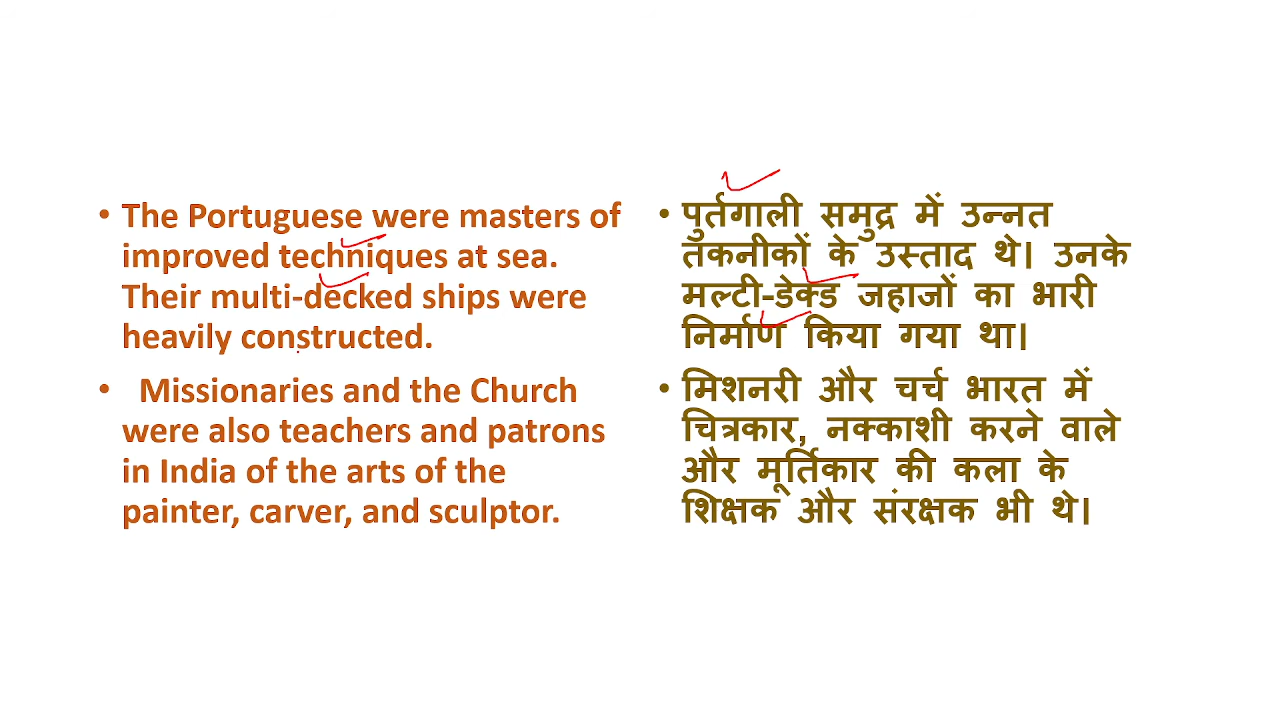 • The Portuguese were masters of
improved techniques at sea.
Their multi-decked ships were
heavily constructed.
• Missionaries and the Church
were also teachers and patrons
in India of the arts of the
painter, carver, and sculptor.
• पुर्तगाली समुद्र में उन्नत
तकनीकों के उस्ताद थे। उनके
मल्टी-डेक्ड जहाजों का भारी
निर्माण किया गया था।
• मिशनरी और चर्च भारत में
चित्रकार, नक्काशी करने वाले
और मूर्तिकार की कला के
शिक्षक और संरक्षक भी थे।